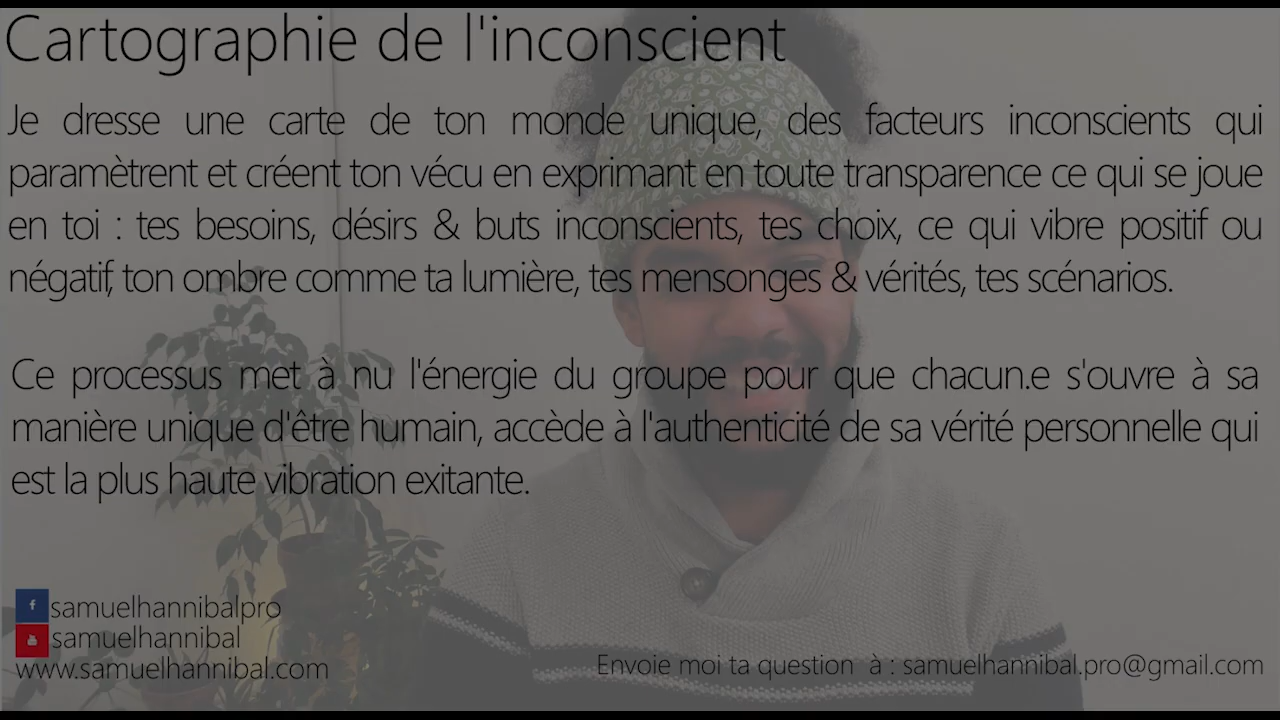 Cartographie de l'inconscient
Je dresse une carte de ton monde unique, des facteurs inconscients qui
paramètrent et créent ton vécu en exprimant en toute transparence ce qui se joue
en toi : tes besoins, désirs & buts inconscients, tes choix, ce qui vibre positif ou
négatif, ton ombre comme ta lumière, tes mensonges & vérités, tes scénarios.
Ce processus met à nu l'énergie du groupe pour que chacun.e s'ouvre à sa
manière unique d'être humain, accède à l'authenticité de sa vérité personnelle qui
est la plus haute vibration exitante.
samuelhannibalpro
samuelhannibal
www.samuelhannibal.com
Envoie moi ta question à : samuelhannibal.pro@gmail.com